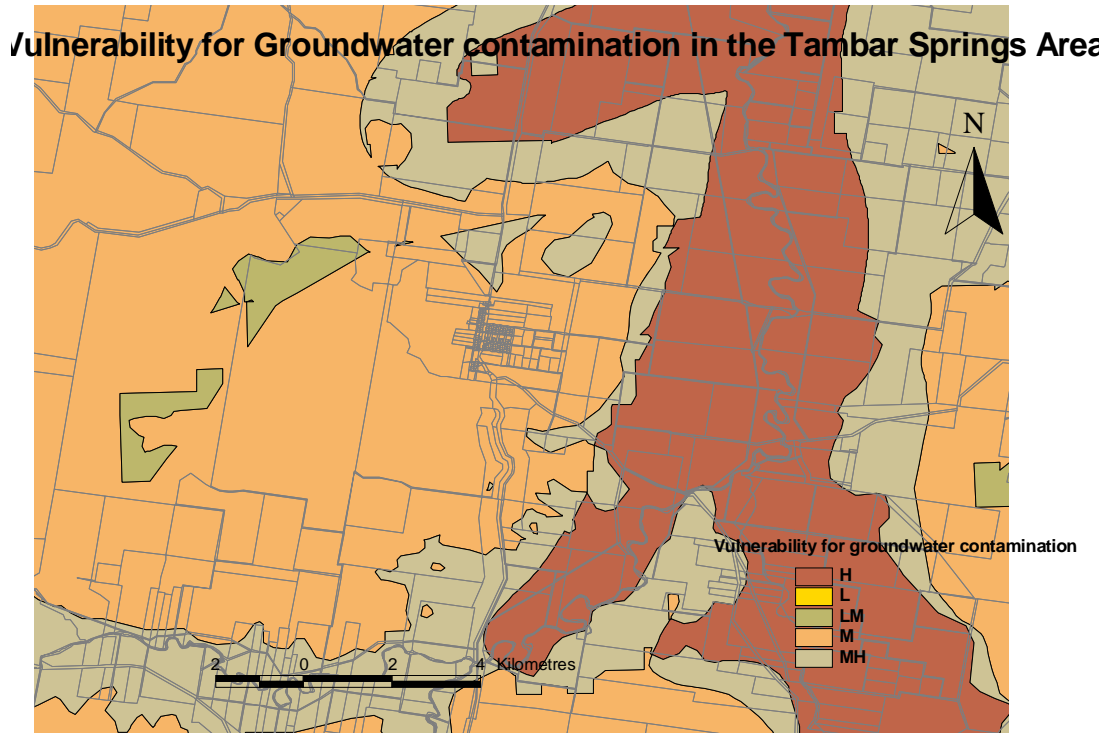 Vulnerability for Groundwater contamination in the Tambar Springs Area
N
Vulnerability for groundwater contamination
H
L
LM
M
MH
2 0 2 4 Kilometres